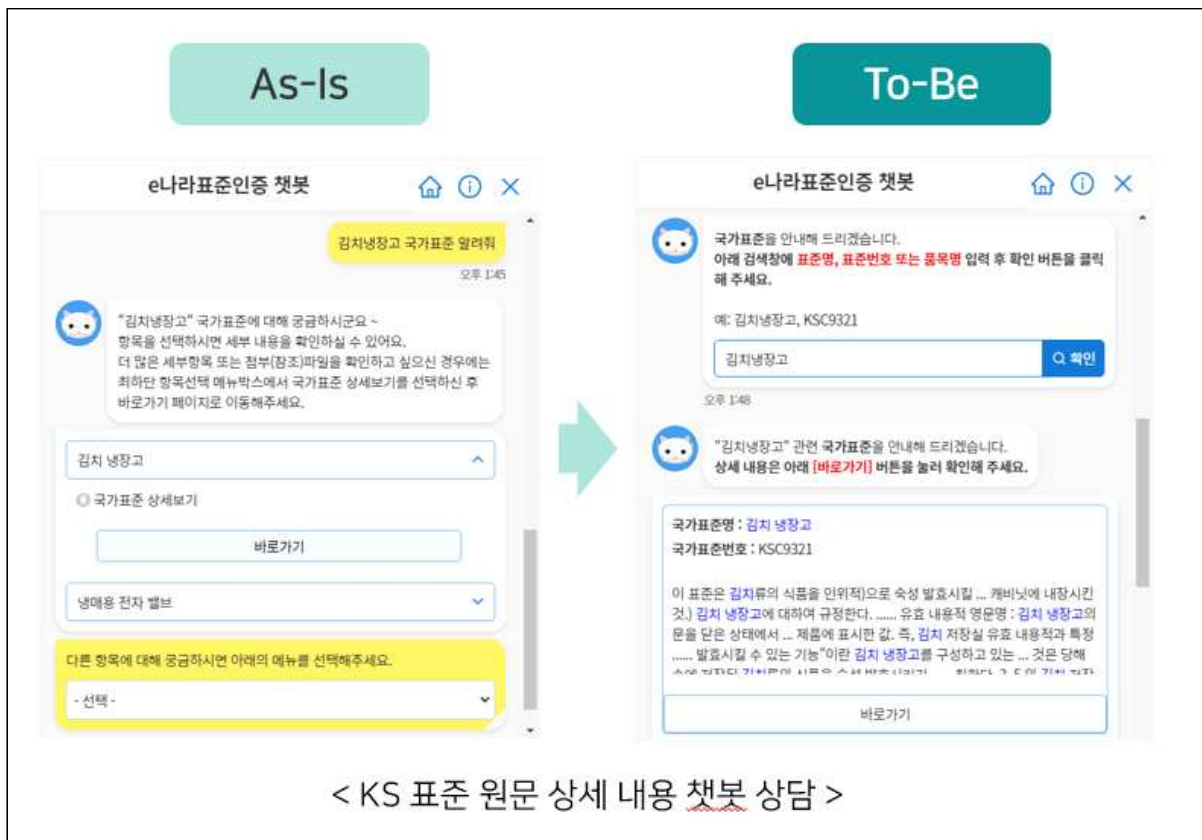 As-Is
To-Be
e나라표준인증 챗봇
김치냉장고 국가표준 알려줘
오후 1:45
"김치냉장고" 국가표준에 대해 궁금하시군요 ~
항목을 선택하시면 세부 내용을 확인하실 수 있어요.
더 많은 세부항목 또는 첨부(참조)파일을 확인하고 싶으신 경우에는
최하단 항목선택 메뉴박스에서 국가표준 상세보기를 선택하신 후
바로가기 페이지로 이동해주세요.
김치 냉장고
국가표준 상세보기
바로가기
냉매용 전자 밸브
다른 항목에 대해 궁금하시면 아래의 메뉴를 선택해주세요.
- 선택 -
e나라표준인증 챗봇
국가표준을 안내해 드리겠습니다.
아래 검색창에 표준명, 표준번호 또는 품목명 입력 후 확인 버튼을 클릭
해 주세요.
예: 김치냉장고, KSC9321
김치냉장고
확인
오후 1:48
"김치냉장고" 관련 국가표준을 안내해 드리겠습니다.
상세 내용은 아래 [바로가기] 버튼을 눌러 확인해 주세요.
국가표준명 : 김치 냉장고
국가표준번호 : KSC9321
이 표준은 김치류의 식품을 인위적)으로 숙성 발효시킬 ... 캐비닛에 내장시킨
것.) 김치 냉장고에 대하여 규정한다. ...... 유효 내용적 영문명 : 김치 냉장고의
문을 닫은 상태에서 ... 제품에 표시한 값. 즉, 김치 저장실 유효 내용적과 특정
...... 발효시킬 수 있는 기능"이란 김치 냉장고를 구성하고 있는 ... 것은 당해
바로가기
< KS 표준 원문 상세 내용 챗봇 상담 >